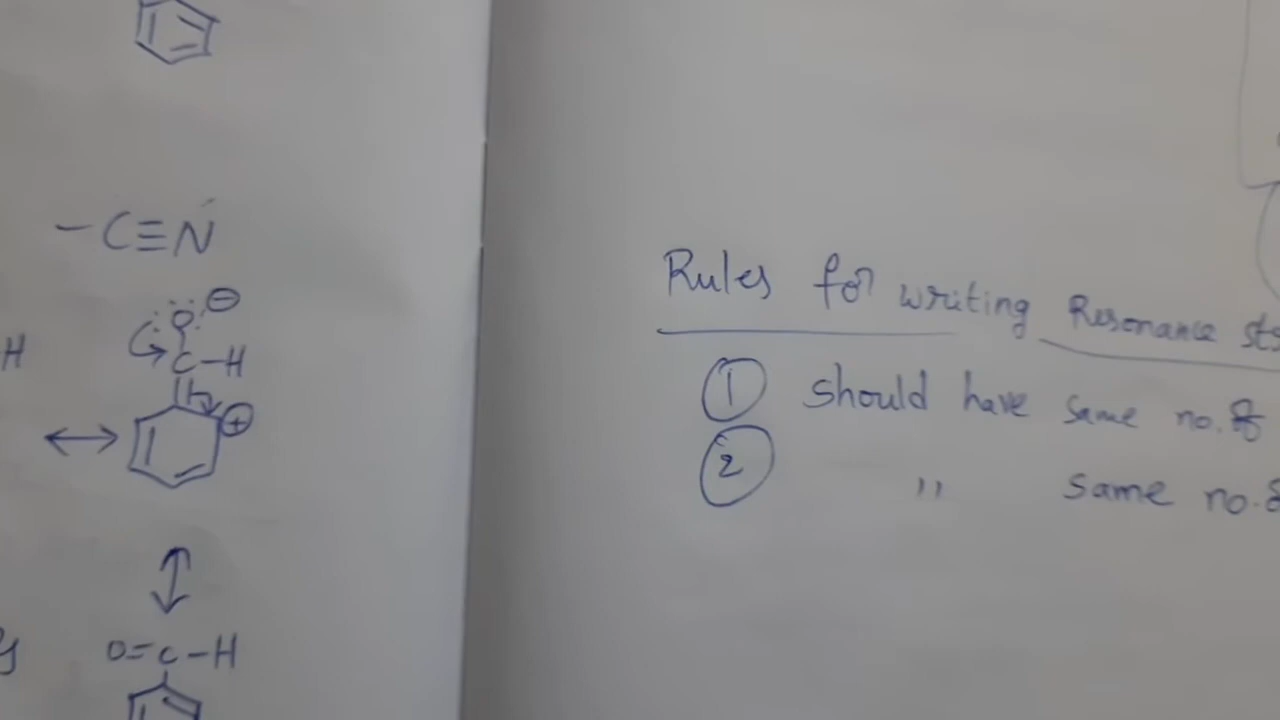 -C≡N
⊖
:O:
H
C-H
⊕
O=C-H
Rules for writing Resonance
① should have same no. of
② " same no.